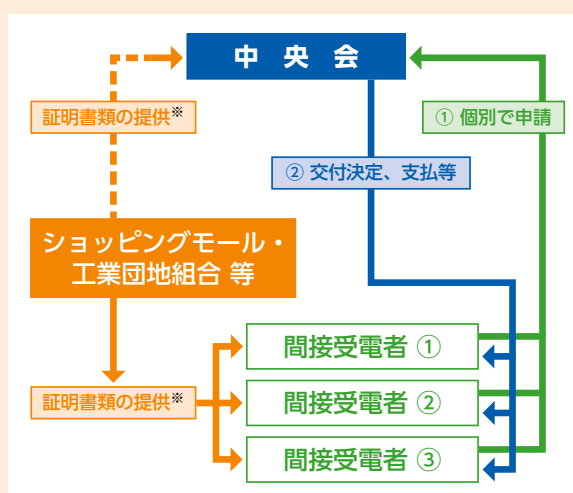 中 央 会
証明書類の提供※
① 個別で申請
② 交付決定、支払等
ショッピングモール・
工業団地組合 等
間接受電者 ①
証明書類の提供※
間接受電者 ②
間接受電者 ③